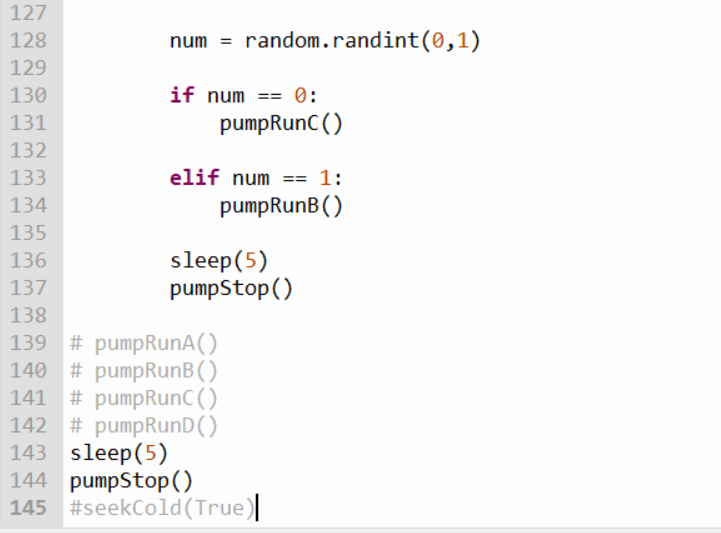 127
128         num = random.randint(0,1)
129
130         if num == 0:
131             pumpRunC()
132
133         elif num == 1:
134             pumpRunB()
135
136         sleep(5)
137         pumpStop()
138
139 # pumpRunA()
140 # pumpRunB()
141 # pumpRunC()
142 # pumpRunD()
143 sleep(5)
144 pumpStop()
145 #seekCold(True)